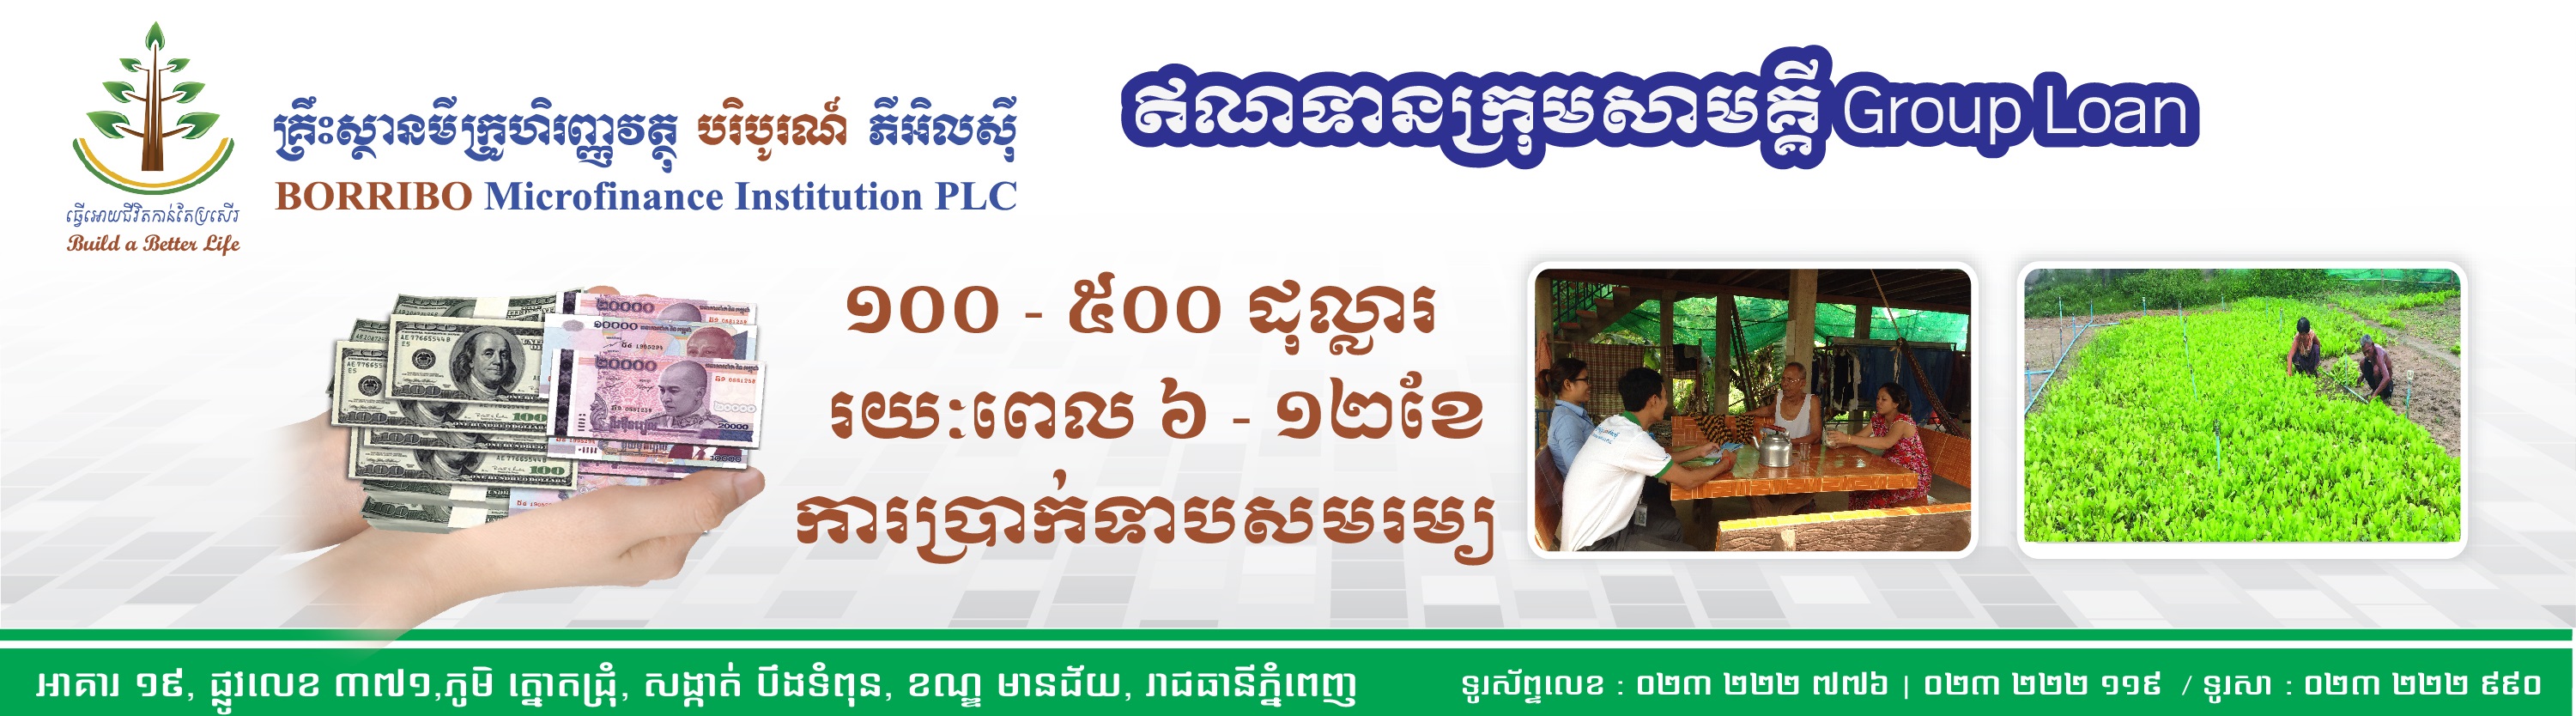 គ្រឹះស្ថានមីក្រូហិរញ្ញវត្ថុ បរិបូរណ៍ ភីអិលស៊ី
BORRIBO Microfinance Institution PLC
ធ្វើអោយជីវិតកាន់តែប្រសើរ
Build a Better Life
ឥណទានក្រុមសាមគ្គី Group Loan
១០០ - ៥០០ ដុល្លារ
រយៈពេល ៦ - ១២ខែ
ការប្រាក់ទាបសមរម្យ
20000
100
អាគារ ១៩, ផ្លូវលេខ ៣៧១,ភូមិ ត្នោតជ្រុំ, សង្កាត់ បឹងទំពុន, ខណ្ឌ មានជ័យ, រាជធានីភ្នំពេញ
ទូរស័ព្ទលេខ : ០២៣ ២២២ ៧៧៦ | ០២៣ ២២២ ១១៩ / ទូរសា : ០២៣ ២២២ ៩៩០